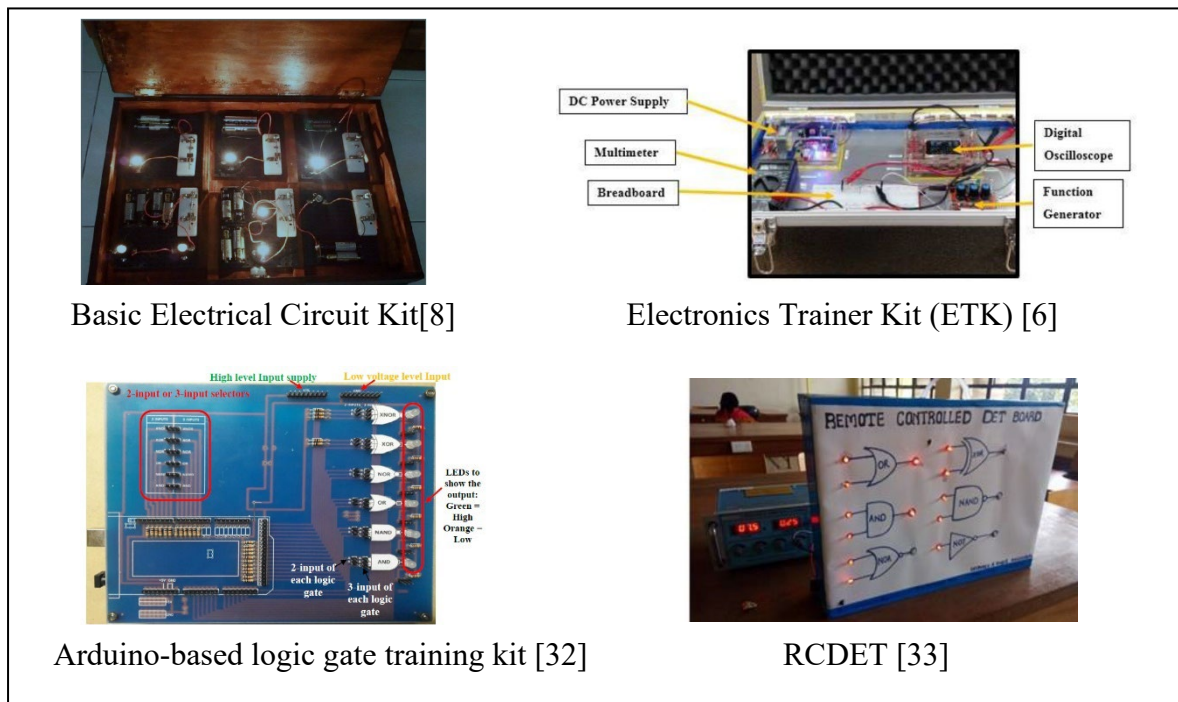 DC Power Supply
Multimeter
Breadboard
Digital
Oscilloscope
Function
Generator
Basic Electrical Circuit Kit[8]
Electronics Trainer Kit (ETK) [6]
High level Input supply
Low voltage level Input
2-input or 3-input selectors
XNOR
XOR
NOR
OR
NAND
AND
LEDs to
show the
output:
Green =
High
Orange =
Low
2-input of
each logic
gate
3-input of
each logic
gate
REMOTE CONTROLLED DET BOARD
OR
XOR
AND
NAND
NOR
NOT
07.5
Arduino-based logic gate training kit [32]
RCDET [33]